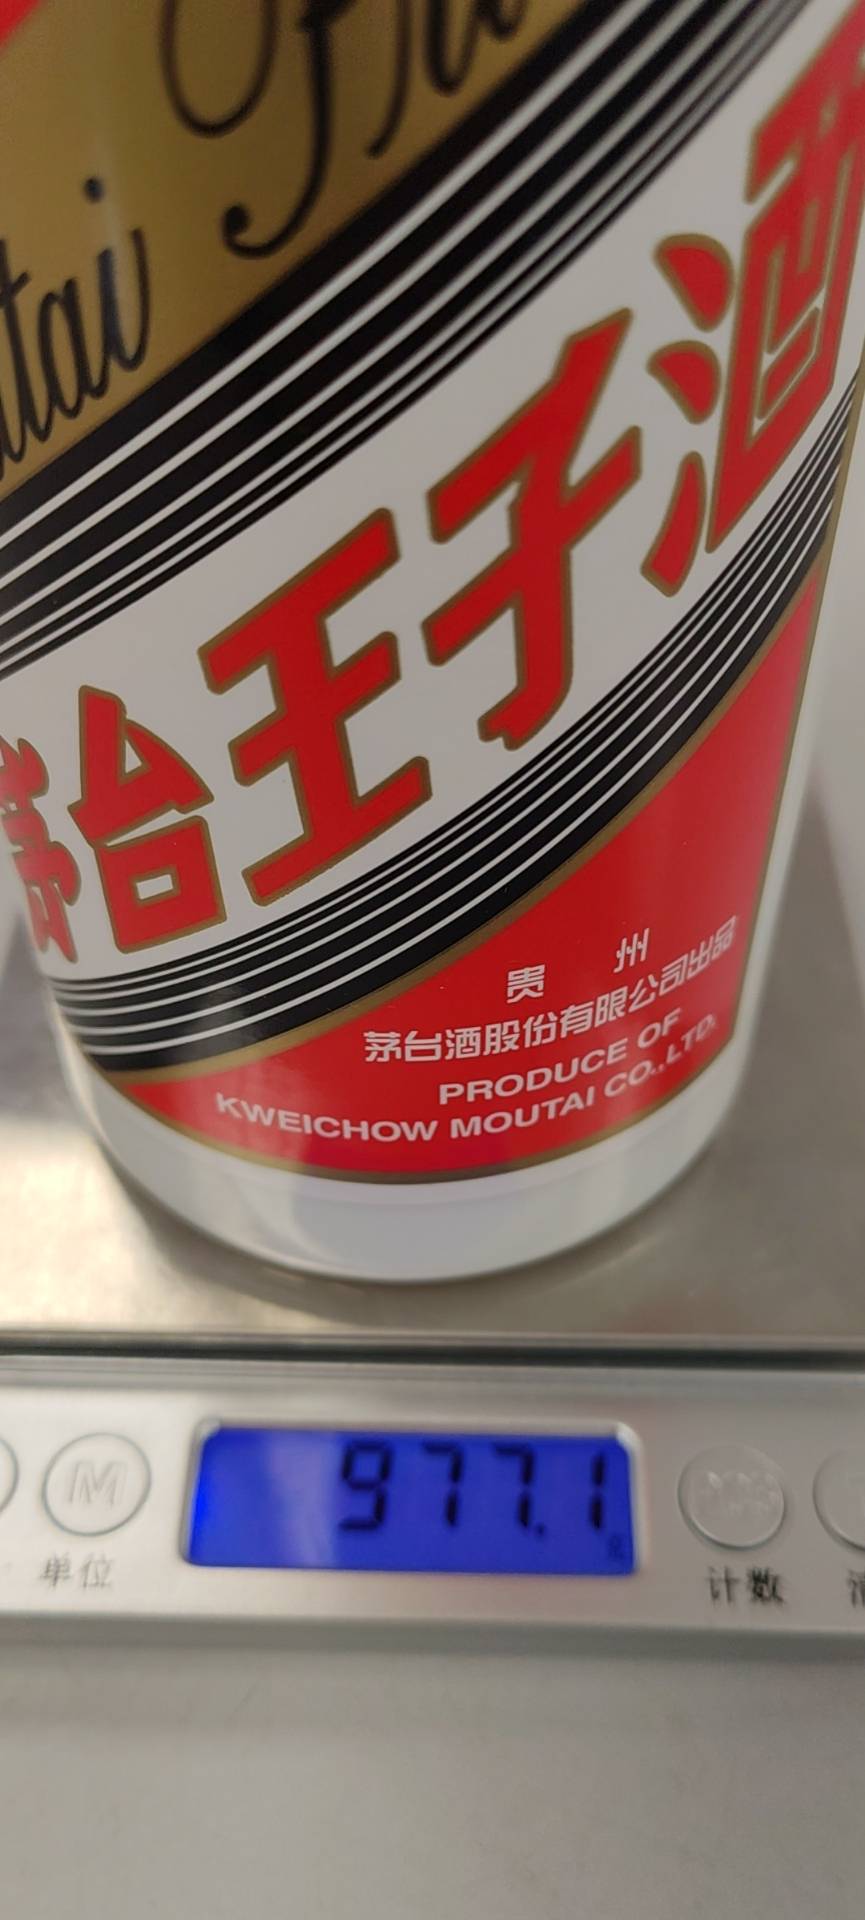 tai P
茅台王子酒
贵 州
茅台酒股份有限公司出品
PRODUCE OF
KWEICHOW MOUTAI CO.,LTD.
977.1
M
单位
计数